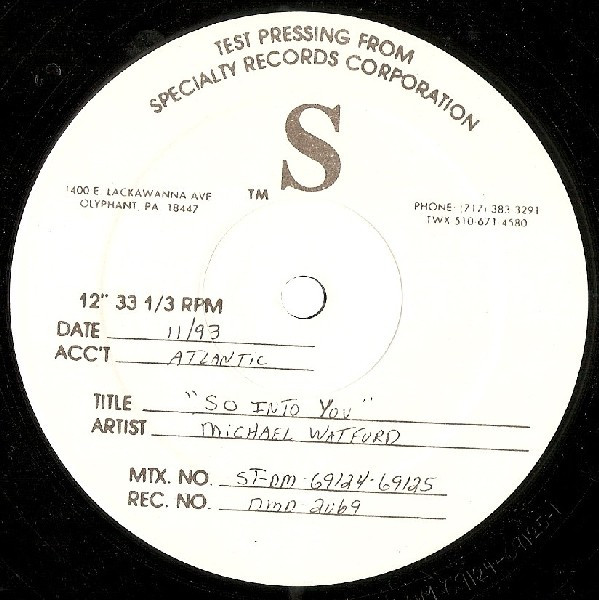 TEST PRESSING FROM
SPECIALTY RECORDS CORPORATION
S
TM
1400 E. LACKAWANNA AVE
OLYPHANT, PA 18447
PHONE: (717) 383 3291
TWX 510-671-4580
12" 33 1/3 RPM
DATE 11/93
ACC'T ATLANTIC
TITLE "SO INTO YOU"
ARTIST MICHAEL WATFORD
MTX. NO. ST-DM-69124-69125
REC. NO. DMD 2069